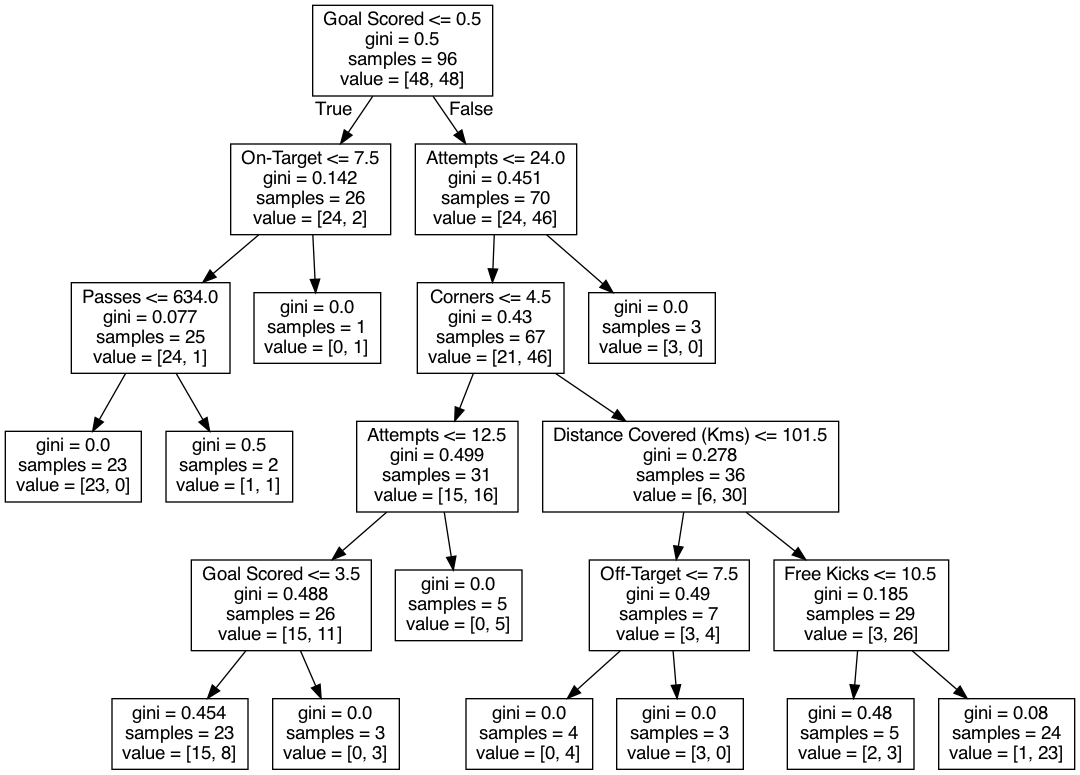 Goal Scored <= 0.5
gini = 0.5
samples = 96
value = [48, 48]
True
False
On-Target <= 7.5
gini = 0.142
samples = 26
value = [24, 2]
Attempts <= 24.0
gini = 0.451
samples = 70
value = [24, 46]
Passes <= 634.0
gini = 0.077
samples = 25
value = [24, 1]
gini = 0.0
samples = 1
value = [0, 1]
Corners <= 4.5
gini = 0.43
samples = 67
value = [21, 46]
gini = 0.0
samples = 3
value = [3, 0]
gini = 0.0
samples = 23
value = [23, 0]
gini = 0.5
samples = 2
value = [1, 1]
Attempts <= 12.5
gini = 0.499
samples = 31
value = [15, 16]
Distance Covered (Kms) <= 101.5
gini = 0.278
samples = 36
value = [6, 30]
Goal Scored <= 3.5
gini = 0.488
samples = 26
value = [15, 11]
gini = 0.0
samples = 5
value = [0, 5]
Off-Target <= 7.5
gini = 0.49
samples = 7
value = [3, 4]
Free Kicks <= 10.5
gini = 0.185
samples = 29
value = [3, 26]
gini = 0.454
samples = 23
value = [15, 8]
gini = 0.0
samples = 3
value = [0, 3]
gini = 0.0
samples = 4
value = [0, 4]
gini = 0.0
samples = 3
value = [3, 0]
gini = 0.48
samples = 5
value = [2, 3]
gini = 0.08
samples = 24
value = [1, 23]